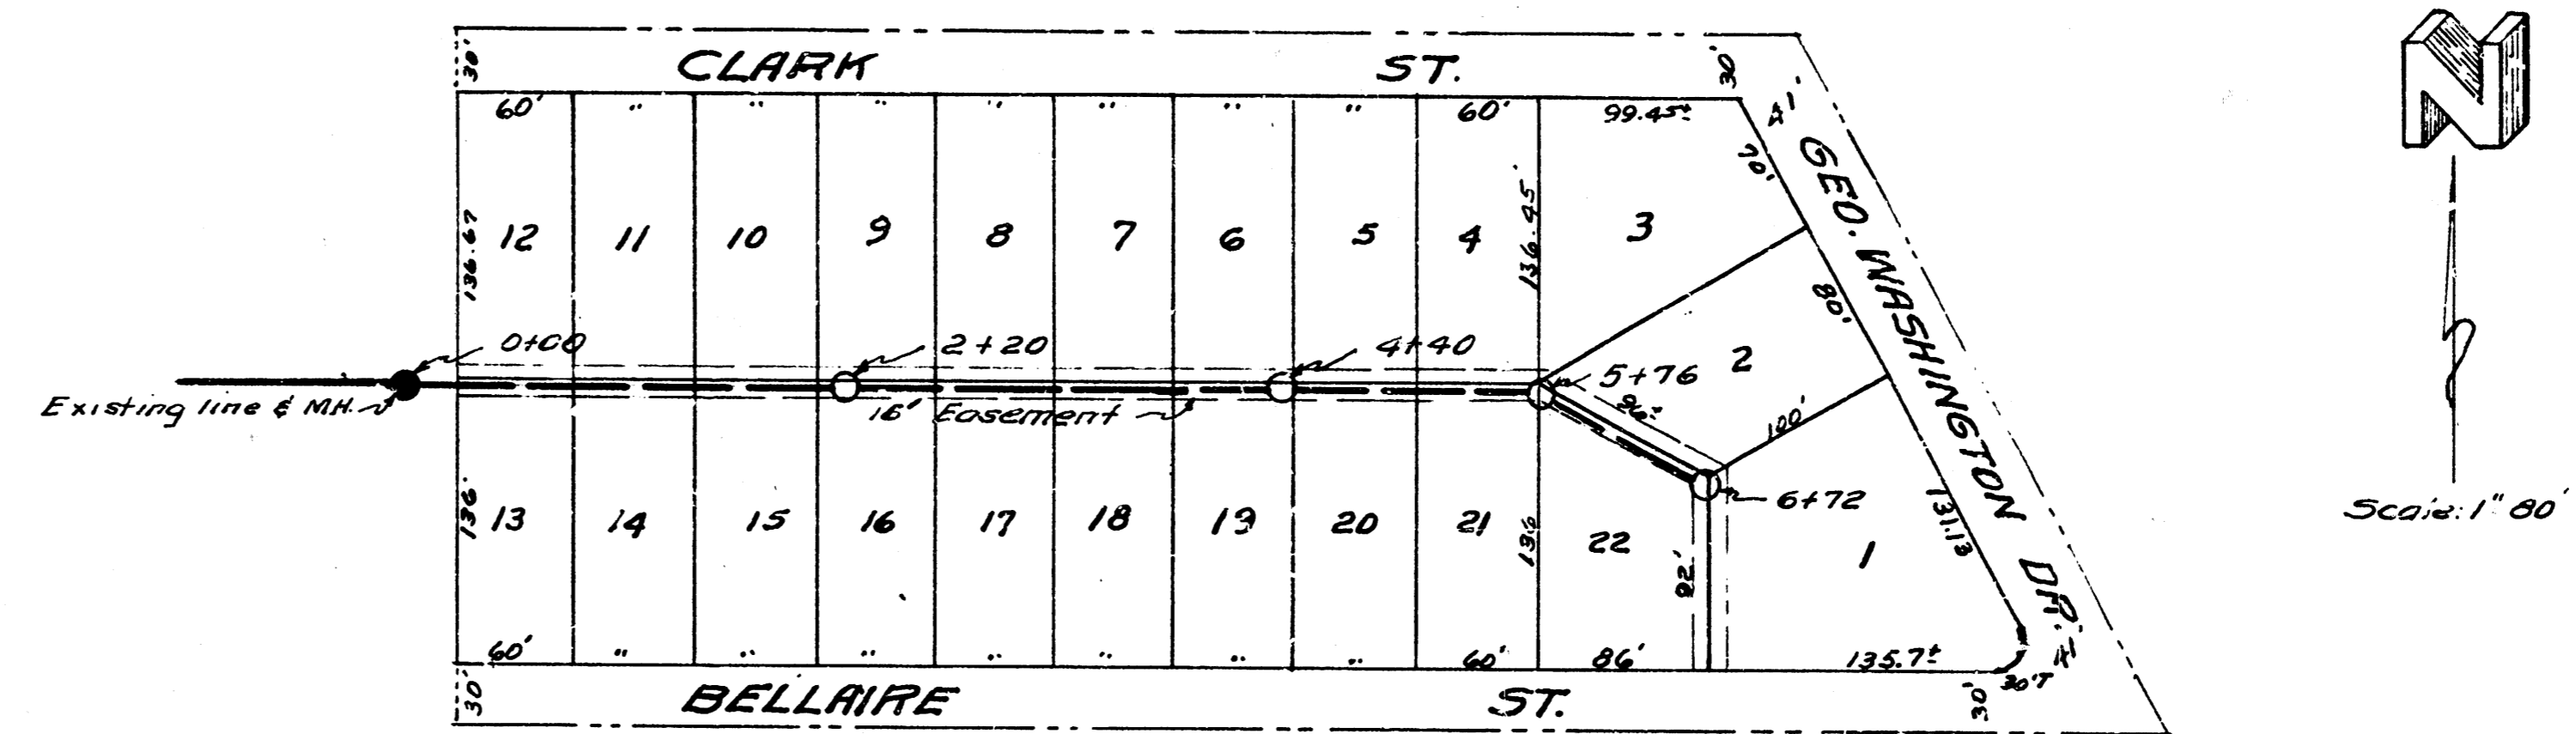 CLARK ST.
30'
30'
60' " " " " " " " 60' 99.45±
41'
N
70'
GEO. WASHINGTON DR.
136.67
12 11 10 9 8 7 6 5 4 3
136.45'
80'
0+00 2+20 4+40 5+76 2
Existing line & M.H.
16' Easement
96±
100'
6+72
Scale: 1" 80'
136'
13 14 15 16 17 18 19 20 21 22 1
136
92'
131.13
60' " " " " " " " 60' 86' 135.7±
30'
BELLAIRE ST.
30'
30'T